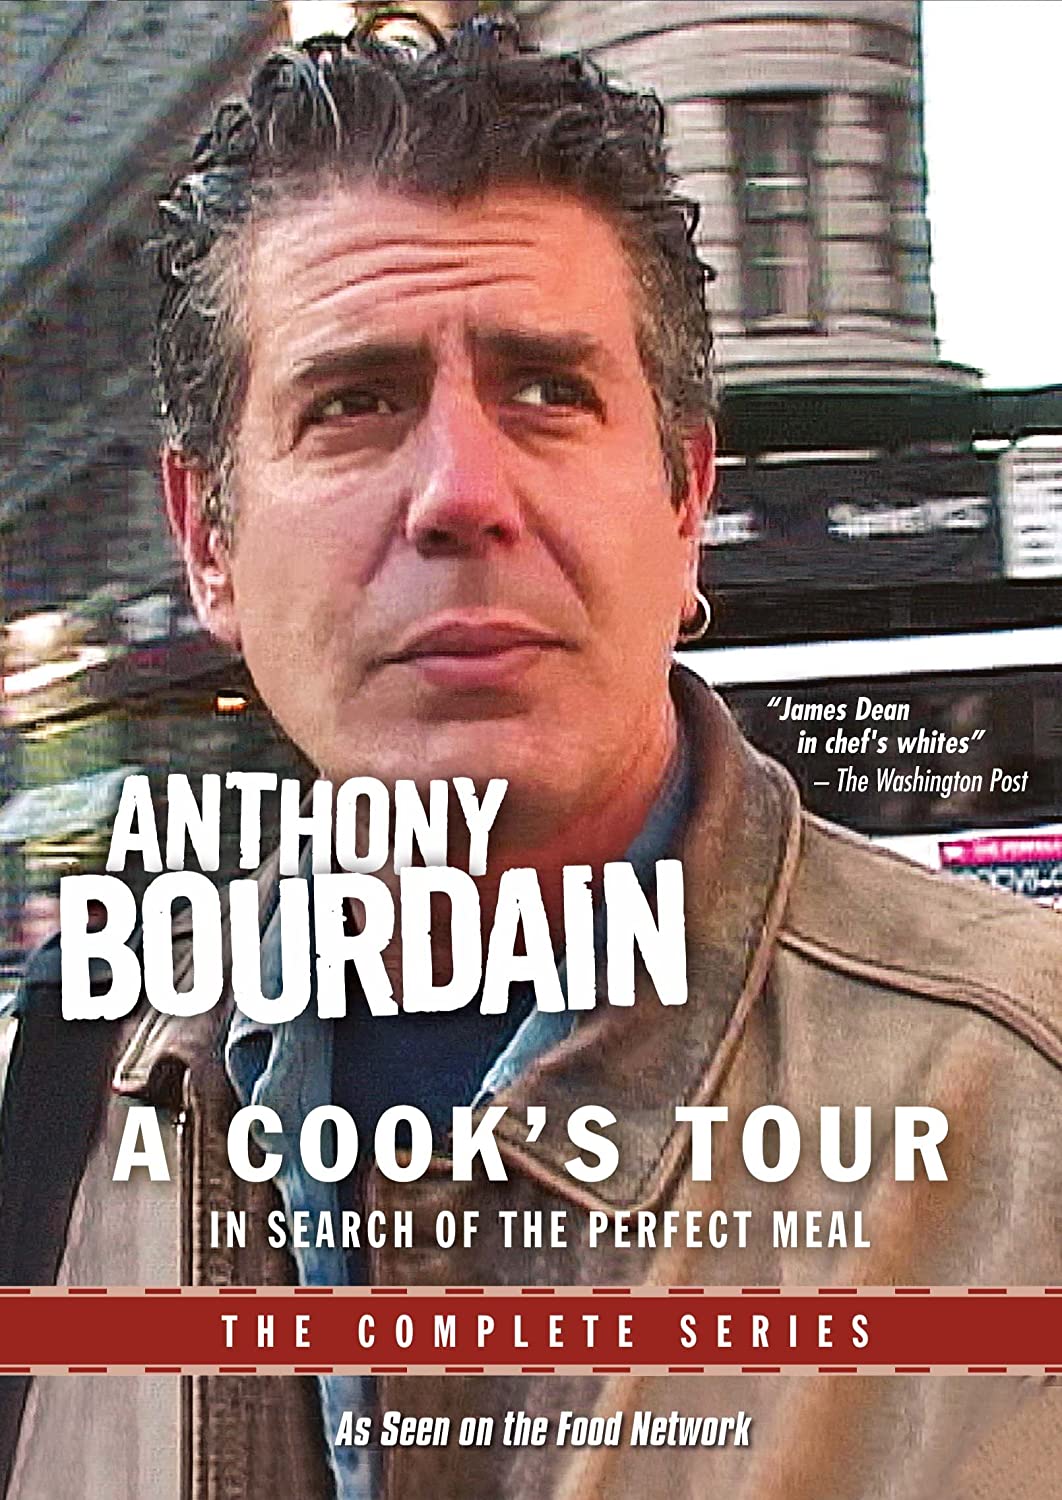 “James Dean
in chef's whites”
– The Washington Post
ANTHONY
BOURDAIN
A COOK’S TOUR
IN SEARCH OF THE PERFECT MEAL
THE COMPLETE SERIES
As Seen on the Food Network